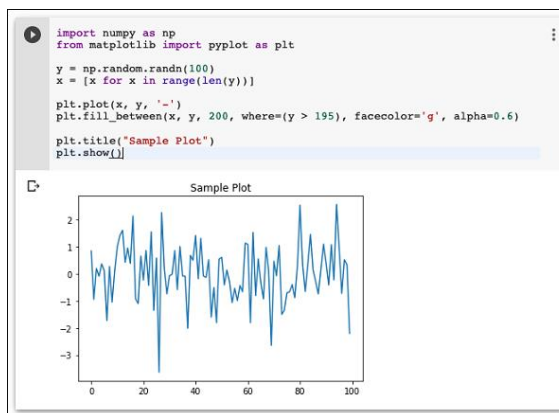 import numpy as np
from matplotlib import pyplot as plt
y = np.random.randn(100)
x = [x for x in range(len(y))]
plt.plot(x, y, '-')
plt.fill_between(x, y, 200, where=(y > 195), facecolor='g', alpha=0.6)
plt.title("Sample Plot")
plt.show()
Sample Plot
2
1
0
−1
−2
−3
0 20 40 60 80 100